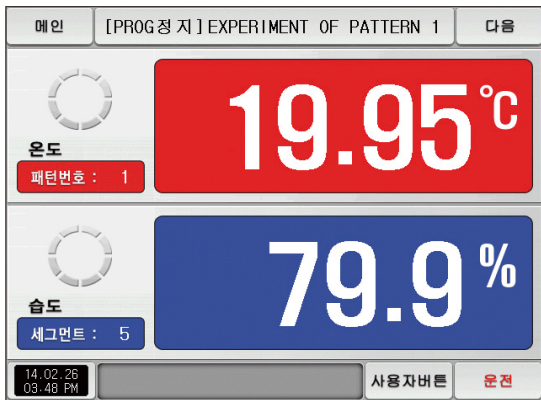 메인 [PROG정지]EXPERIMENT OF PATTERN 1 다음
19.95℃
온도
패턴번호 : 1
79.9%
습도
세그먼트 : 5
14.02.26
03:48 PM
사용자버튼 운전